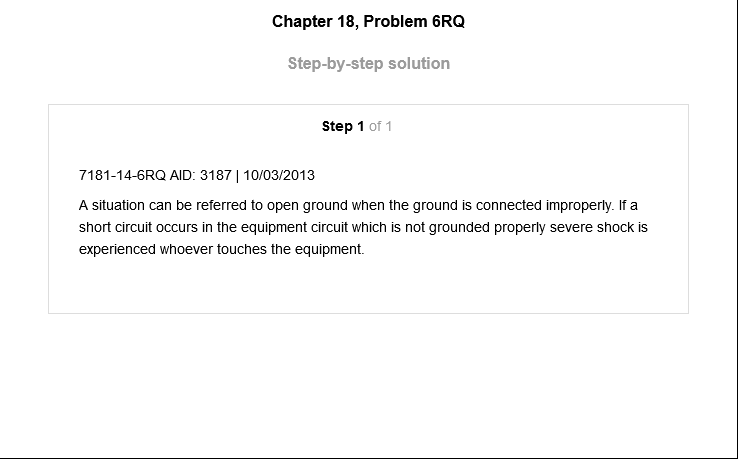 Chapter 18, Problem 6RQ
Step-by-step solution
Step 1 of 1
7181-14-6RQ AID: 3187 | 10/03/2013
A situation can be referred to open ground when the ground is connected improperly. If a
short circuit occurs in the equipment circuit which is not grounded properly severe shock is
experienced whoever touches the equipment.